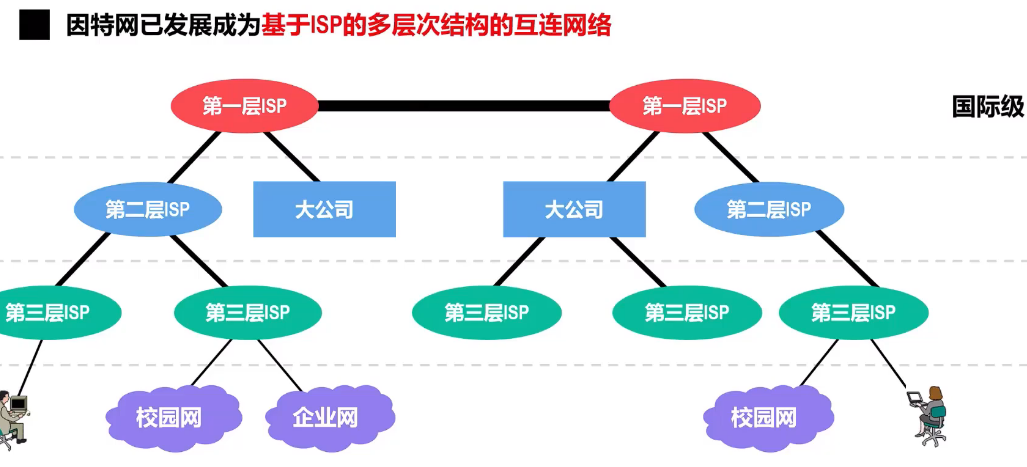 因特网已发展成为基于ISP的多层次结构的互连网络
第一层ISP
第一层ISP
国际级
第二层ISP
大公司
大公司
第二层ISP
第三层ISP
第三层ISP
第三层ISP
第三层ISP
第三层ISP
校园网
企业网
校园网